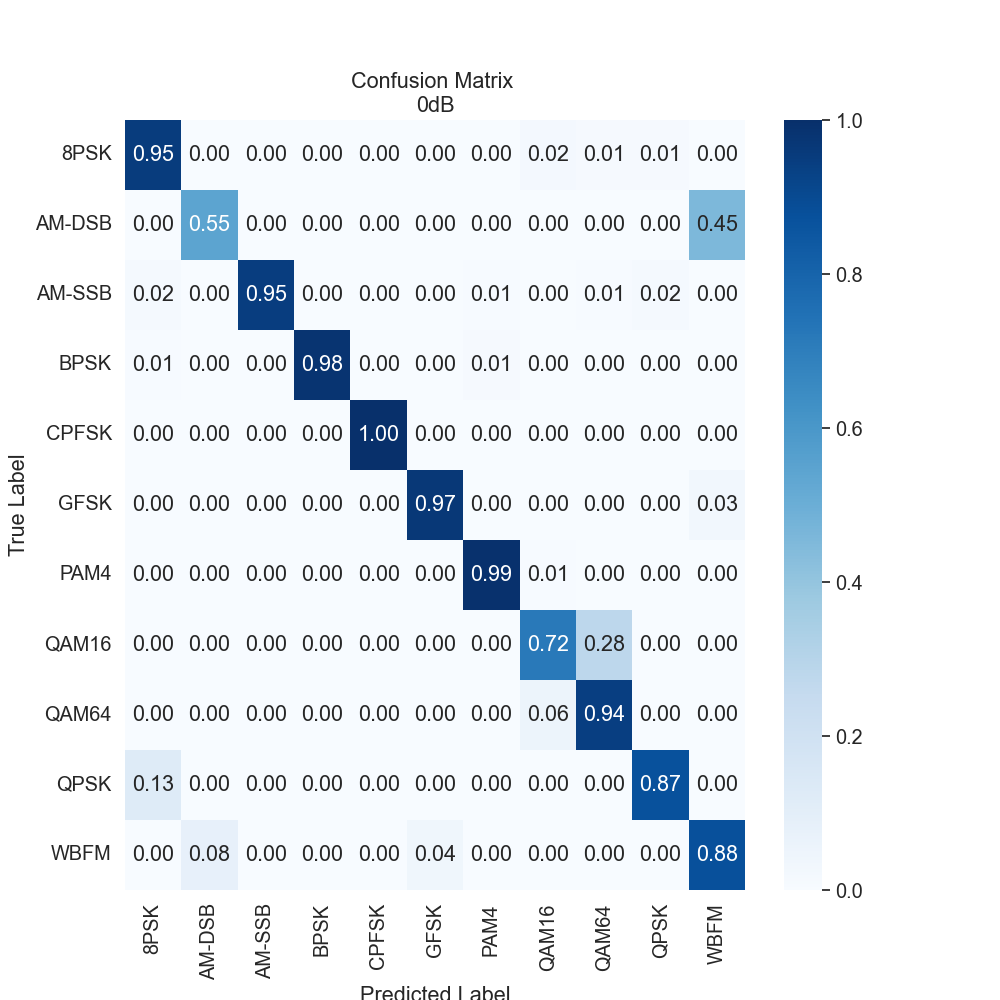 Confusion Matrix
0dB
True Label
8PSK 0.95 0.00 0.00 0.00 0.00 0.00 0.00 0.02 0.01 0.01 0.00
AM-DSB 0.00 0.55 0.00 0.00 0.00 0.00 0.00 0.00 0.00 0.00 0.45
AM-SSB 0.02 0.00 0.95 0.00 0.00 0.00 0.01 0.00 0.01 0.02 0.00
BPSK 0.01 0.00 0.00 0.98 0.00 0.00 0.01 0.00 0.00 0.00 0.00
CPFSK 0.00 0.00 0.00 0.00 1.00 0.00 0.00 0.00 0.00 0.00 0.00
GFSK 0.00 0.00 0.00 0.00 0.00 0.97 0.00 0.00 0.00 0.00 0.03
PAM4 0.00 0.00 0.00 0.00 0.00 0.00 0.99 0.01 0.00 0.00 0.00
QAM16 0.00 0.00 0.00 0.00 0.00 0.00 0.00 0.72 0.28 0.00 0.00
QAM64 0.00 0.00 0.00 0.00 0.00 0.00 0.00 0.06 0.94 0.00 0.00
QPSK 0.13 0.00 0.00 0.00 0.00 0.00 0.00 0.00 0.00 0.87 0.00
WBFM 0.00 0.08 0.00 0.00 0.00 0.04 0.00 0.00 0.00 0.00 0.88
8PSK AM-DSB AM-SSB BPSK CPFSK GFSK PAM4 QAM16 QAM64 QPSK WBFM
Predicted Label
1.0
0.8
0.6
0.4
0.2
0.0